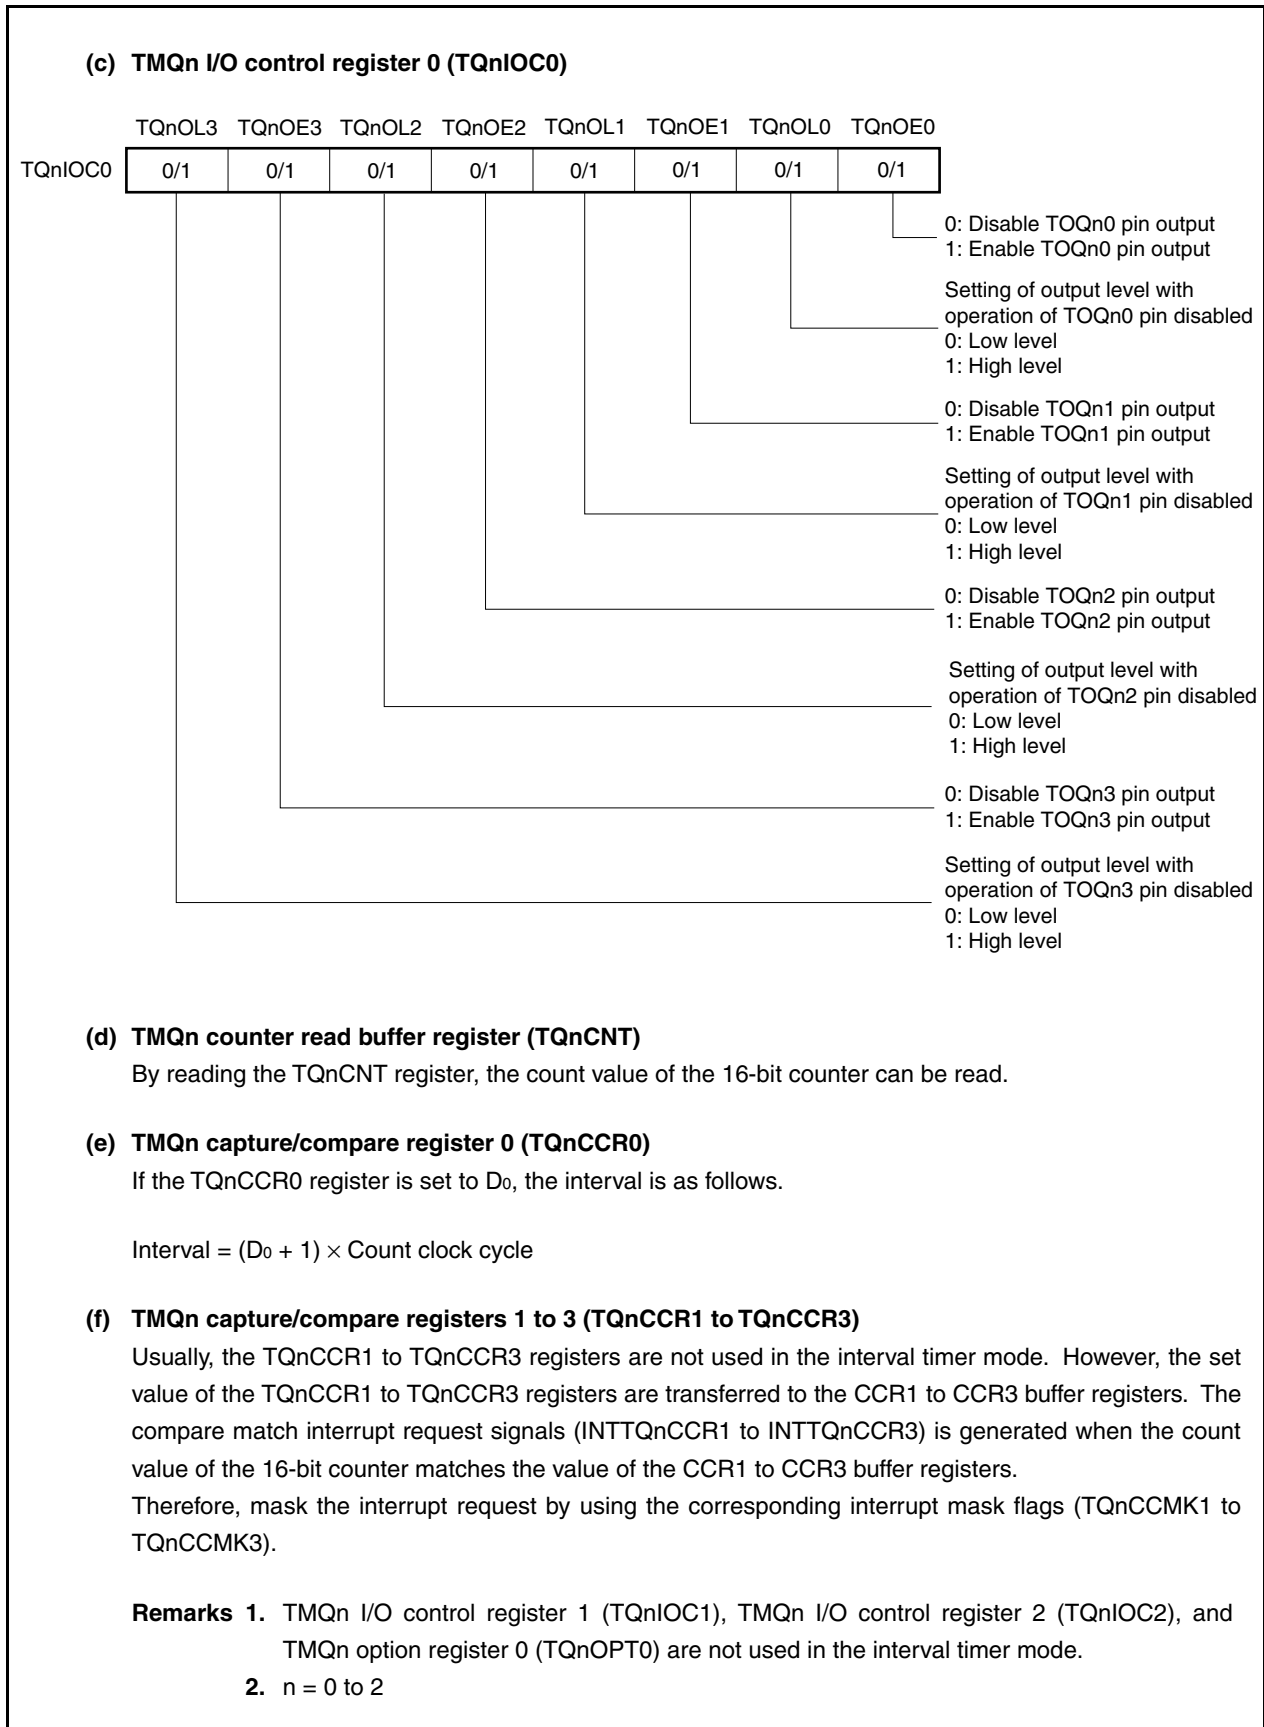 (c) TMQn I/O control register 0 (TQnIOC0)
TQnOL3 TQnOE3 TQnOL2 TQnOE2 TQnOL1 TQnOE1 TQnOL0 TQnOE0
TQnIOC0 0/1 0/1 0/1 0/1 0/1 0/1 0/1 0/1
0: Disable TOQn0 pin output
1: Enable TOQn0 pin output
Setting of output level with
operation of TOQn0 pin disabled
0: Low level
1: High level
0: Disable TOQn1 pin output
1: Enable TOQn1 pin output
Setting of output level with
operation of TOQn1 pin disabled
0: Low level
1: High level
0: Disable TOQn2 pin output
1: Enable TOQn2 pin output
Setting of output level with
operation of TOQn2 pin disabled
0: Low level
1: High level
0: Disable TOQn3 pin output
1: Enable TOQn3 pin output
Setting of output level with
operation of TOQn3 pin disabled
0: Low level
1: High level
(d) TMQn counter read buffer register (TQnCNT)
By reading the TQnCNT register, the count value of the 16-bit counter can be read.
(e) TMQn capture/compare register 0 (TQnCCR0)
If the TQnCCR0 register is set to D0, the interval is as follows.
Interval = (D0 + 1) × Count clock cycle
(f) TMQn capture/compare registers 1 to 3 (TQnCCR1 to TQnCCR3)
Usually, the TQnCCR1 to TQnCCR3 registers are not used in the interval timer mode. However, the set
value of the TQnCCR1 to TQnCCR3 registers are transferred to the CCR1 to CCR3 buffer registers. The
compare match interrupt request signals (INTTQnCCR1 to INTTQnCCR3) is generated when the count
value of the 16-bit counter matches the value of the CCR1 to CCR3 buffer registers.
Therefore, mask the interrupt request by using the corresponding interrupt mask flags (TQnCCMK1 to
TQnCCMK3).
Remarks 1. TMQn I/O control register 1 (TQnIOC1), TMQn I/O control register 2 (TQnIOC2), and
TMQn option register 0 (TQnOPT0) are not used in the interval timer mode.
2. n = 0 to 2